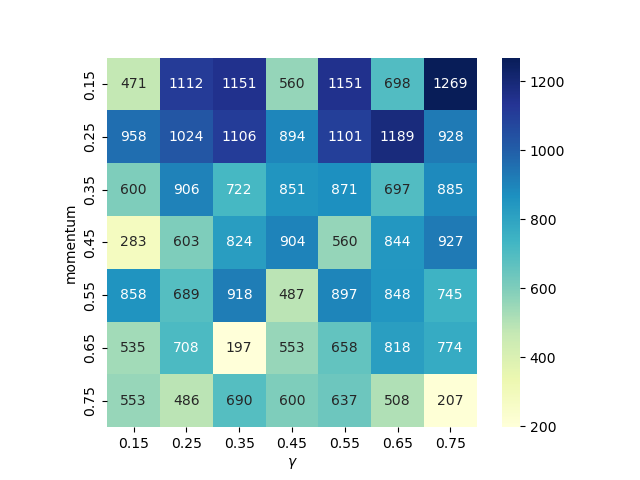 0.15 471 1112 1151 560 1151 698 1269
0.25 958 1024 1106 894 1101 1189 928
0.35 600 906 722 851 871 697 885
0.45 283 603 824 904 560 844 927
0.55 858 689 918 487 897 848 745
0.65 535 708 197 553 658 818 774
0.75 553 486 690 600 637 508 207
0.15 0.25 0.35 0.45 0.55 0.65 0.75
γ
momentum
1200
1000
800
600
400
200